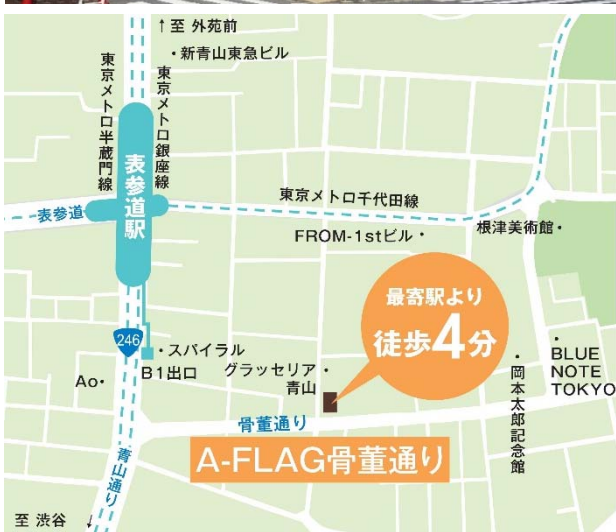 ↑至 外苑前
・新青山東急ビル
東京メトロ半蔵門線
東京メトロ銀座線
表参道駅
表参道
東京メトロ千代田線
FROM-1stビル・
根津美術館・
最寄駅より
徒歩4分
246
・スパイラル
B1出口
Ao・
グラッセリア・
青山
・岡本太郎記念館
・
BLUE
NOTE
TOKYO
骨董通り
A-FLAG骨董通り
青山通り
至 渋谷 ↓